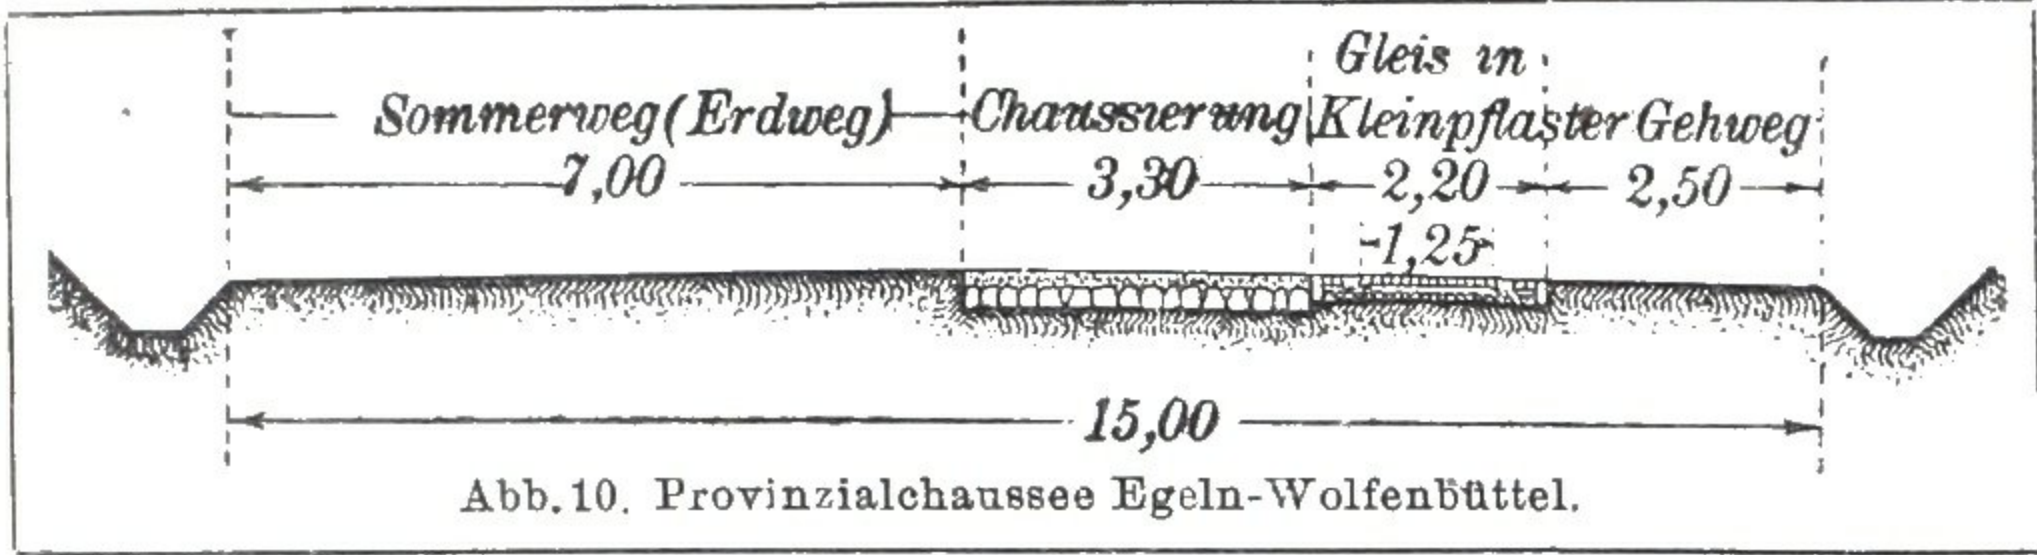 Gleis in
Sommerweg (Erdweg) Chaussierung Kleinpflaster Gehweg
7,00 3,30 2,20 2,50
1,25
15,00
Abb. 10. Provinzialchaussee Egeln-Wolfenbüttel.